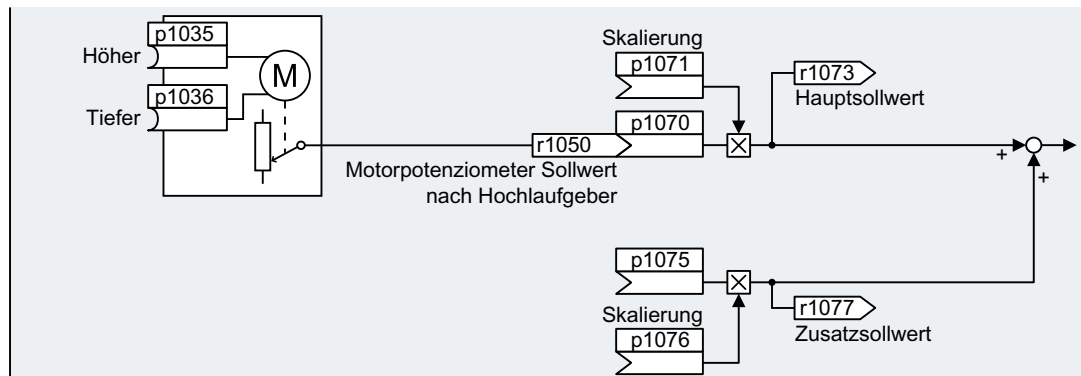 p1035
Höher
p1036
Tiefer
M
Skalierung
p1071
r1073
Hauptsollwert
p1070
r1050
Motorpotenziometer Sollwert
nach Hochlaufgeber
+
+
p1075
r1077
Zusatzsollwert
Skalierung
p1076